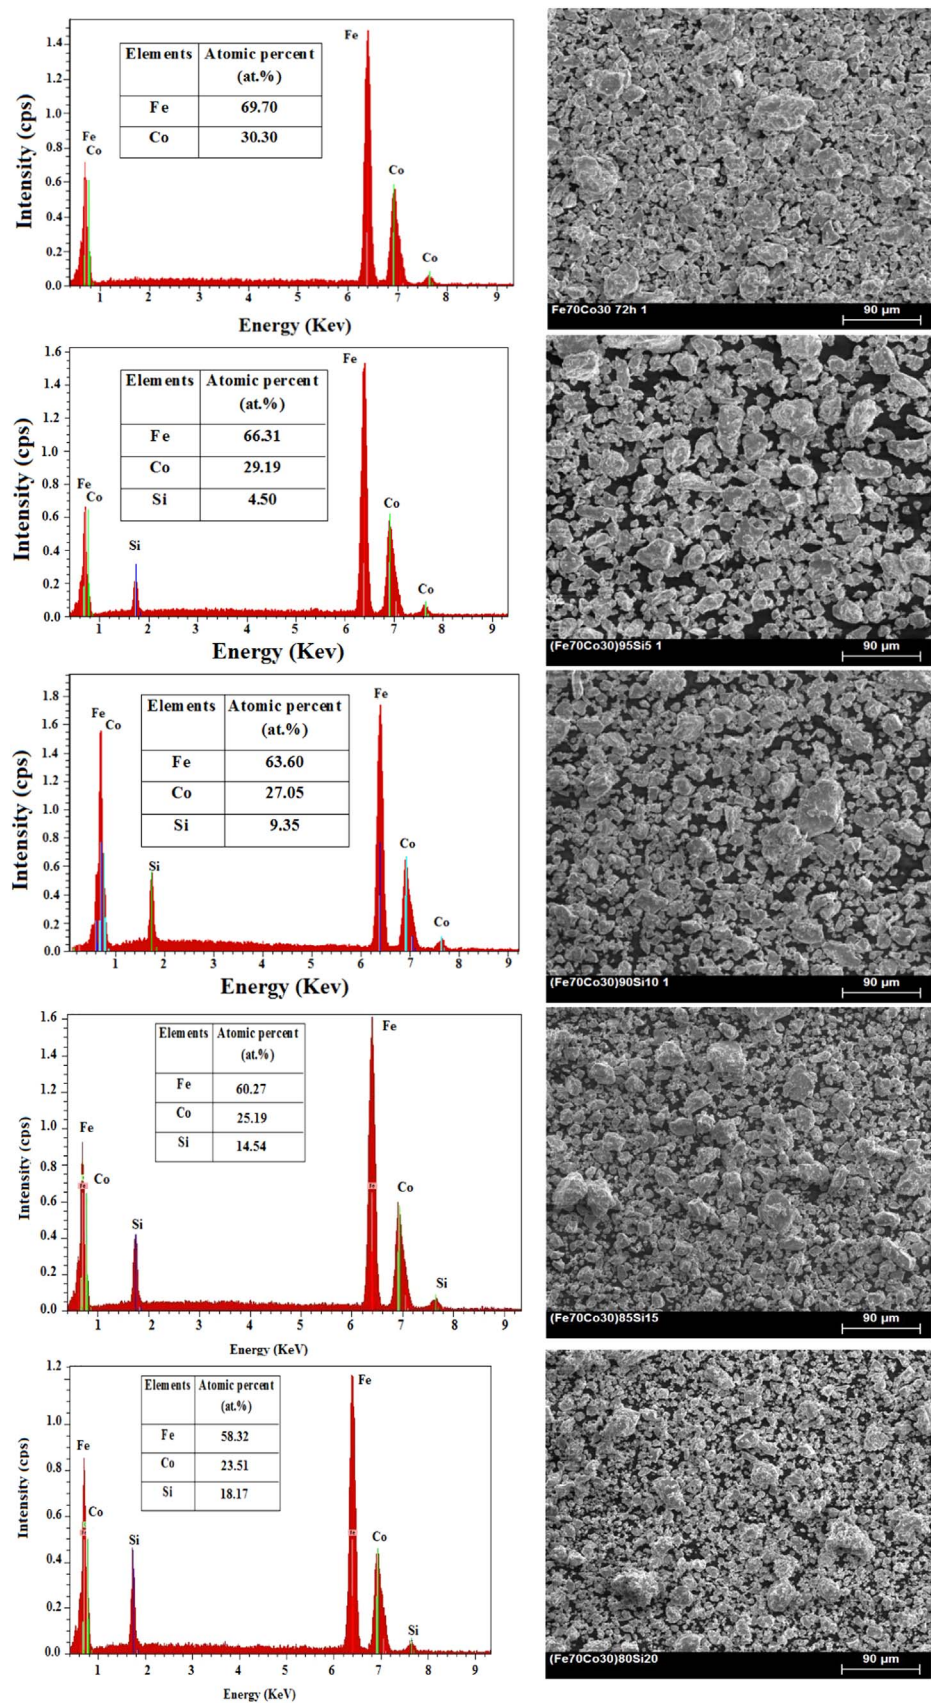 Elements Atomic percent
(at.%)
Fe 69.70
Co 30.30
Fe
Co
Fe
Co
Co
Intensity (cps)
1.4
1.2
1.0
0.8
0.6
0.4
0.2
0.0
1 2 3 4 5 6 7 8 9
Energy (Kev)
Fe70Co30 72h 1
90 µm
Elements Atomic percent
(at.%)
Fe 66.31
Co 29.19
Si 4.50
Fe
Co
Si
Fe
Co
Co
Intensity (cps)
1.6
1.4
1.2
1.0
0.8
0.6
0.4
0.2
0.0
1 2 3 4 5 6 7 8 9
Energy (Kev)
(Fe70Co30)95Si5 1
90 µm
Elements Atomic percent
(at.%)
Fe 63.60
Co 27.05
Si 9.35
Fe
Co
Si
Fe
Co
Co
Intensity (cps)
1.8
1.6
1.4
1.2
1.0
0.8
0.6
0.4
0.2
0.0
1 2 3 4 5 6 7 8 9
Energy (Kev)
(Fe70Co30)90Si10 1
90 µm
Elements Atomic percent
(at.%)
Fe 60.27
Co 25.19
Si 14.54
Fe
Co
Si
Fe
Co
Si
Intensity (cps)
1.6
1.4
1.2
1.0
0.8
0.6
0.4
0.2
0.0
1 2 3 4 5 6 7 8 9
Energy (KeV)
(Fe70Co30)85Si15
90 µm
Elements Atomic percent
(at.%)
Fe 58.32
Co 23.51
Si 18.17
Fe
Co
Si
Fe
Co
Si
Intensity (cps)
1.2
1.0
0.8
0.6
0.4
0.2
0.0
1 2 3 4 5 6 7 8 9
Energy (KeV)
(Fe70Co30)80Si20
90 µm